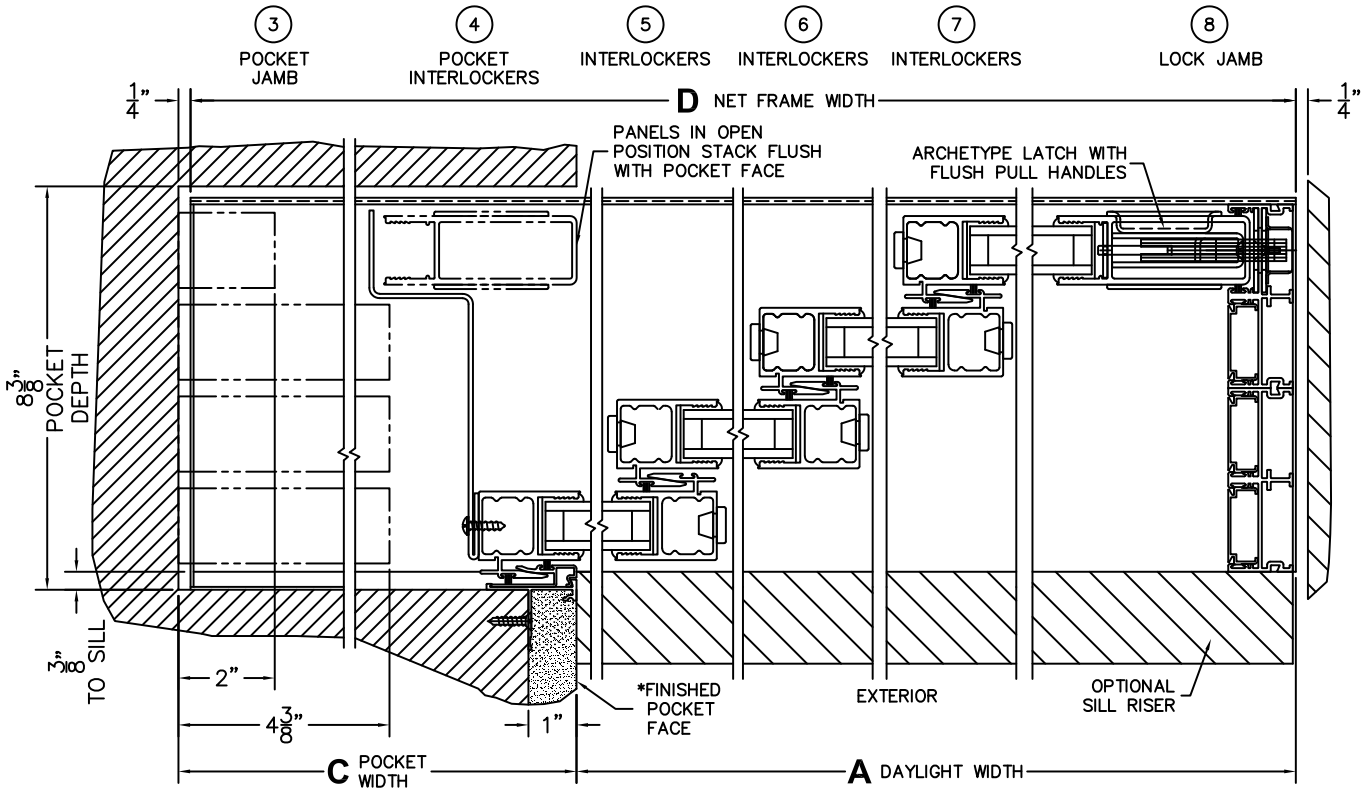 3
POCKET
JAMB
4
POCKET
INTERLOCKERS
5
INTERLOCKERS
6
INTERLOCKERS
7
INTERLOCKERS
8
LOCK JAMB
1/4"
D NET FRAME WIDTH
1/4"
PANELS IN OPEN
POSITION STACK FLUSH
WITH POCKET FACE
ARCHETYPE LATCH WITH
FLUSH PULL HANDLES
8 3/8"
POCKET
DEPTH
3/8"
TO SILL
2"
4 3/8"
1"
*FINISHED
POCKET
FACE
EXTERIOR
OPTIONAL
SILL RISER
C POCKET
WIDTH
A DAYLIGHT WIDTH